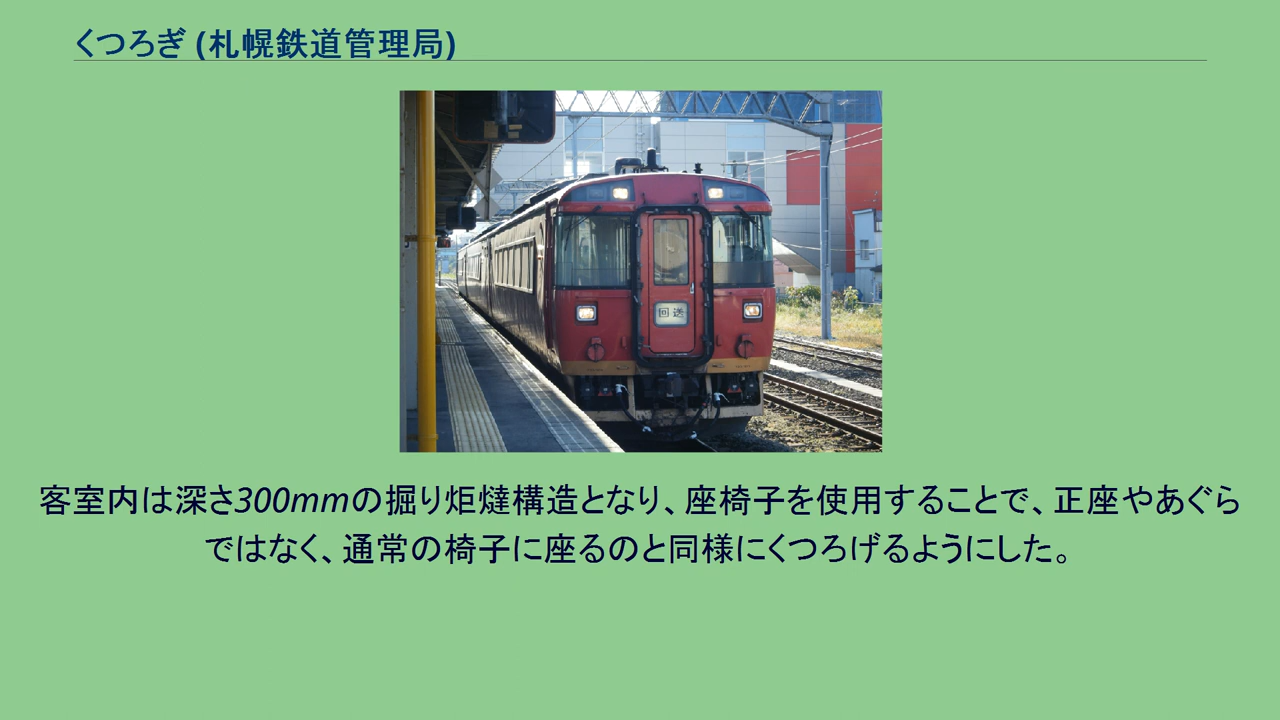 くつろぎ (札幌鉄道管理局)
回送
客室内は深さ300mmの掘り炬燵構造となり、座椅子を使用することで、正座やあぐら
ではなく、通常の椅子に座るのと同様にくつろげるようにした。